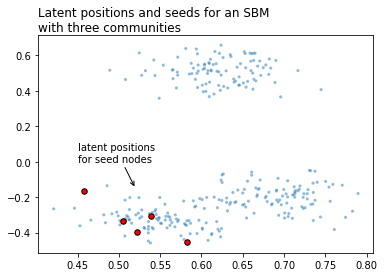 Latent positions and seeds for an SBM
with three communities
0.6
0.4
0.2
0.0
−0.2
−0.4
latent positions
for seed nodes
0.45 0.50 0.55 0.60 0.65 0.70 0.75 0.80